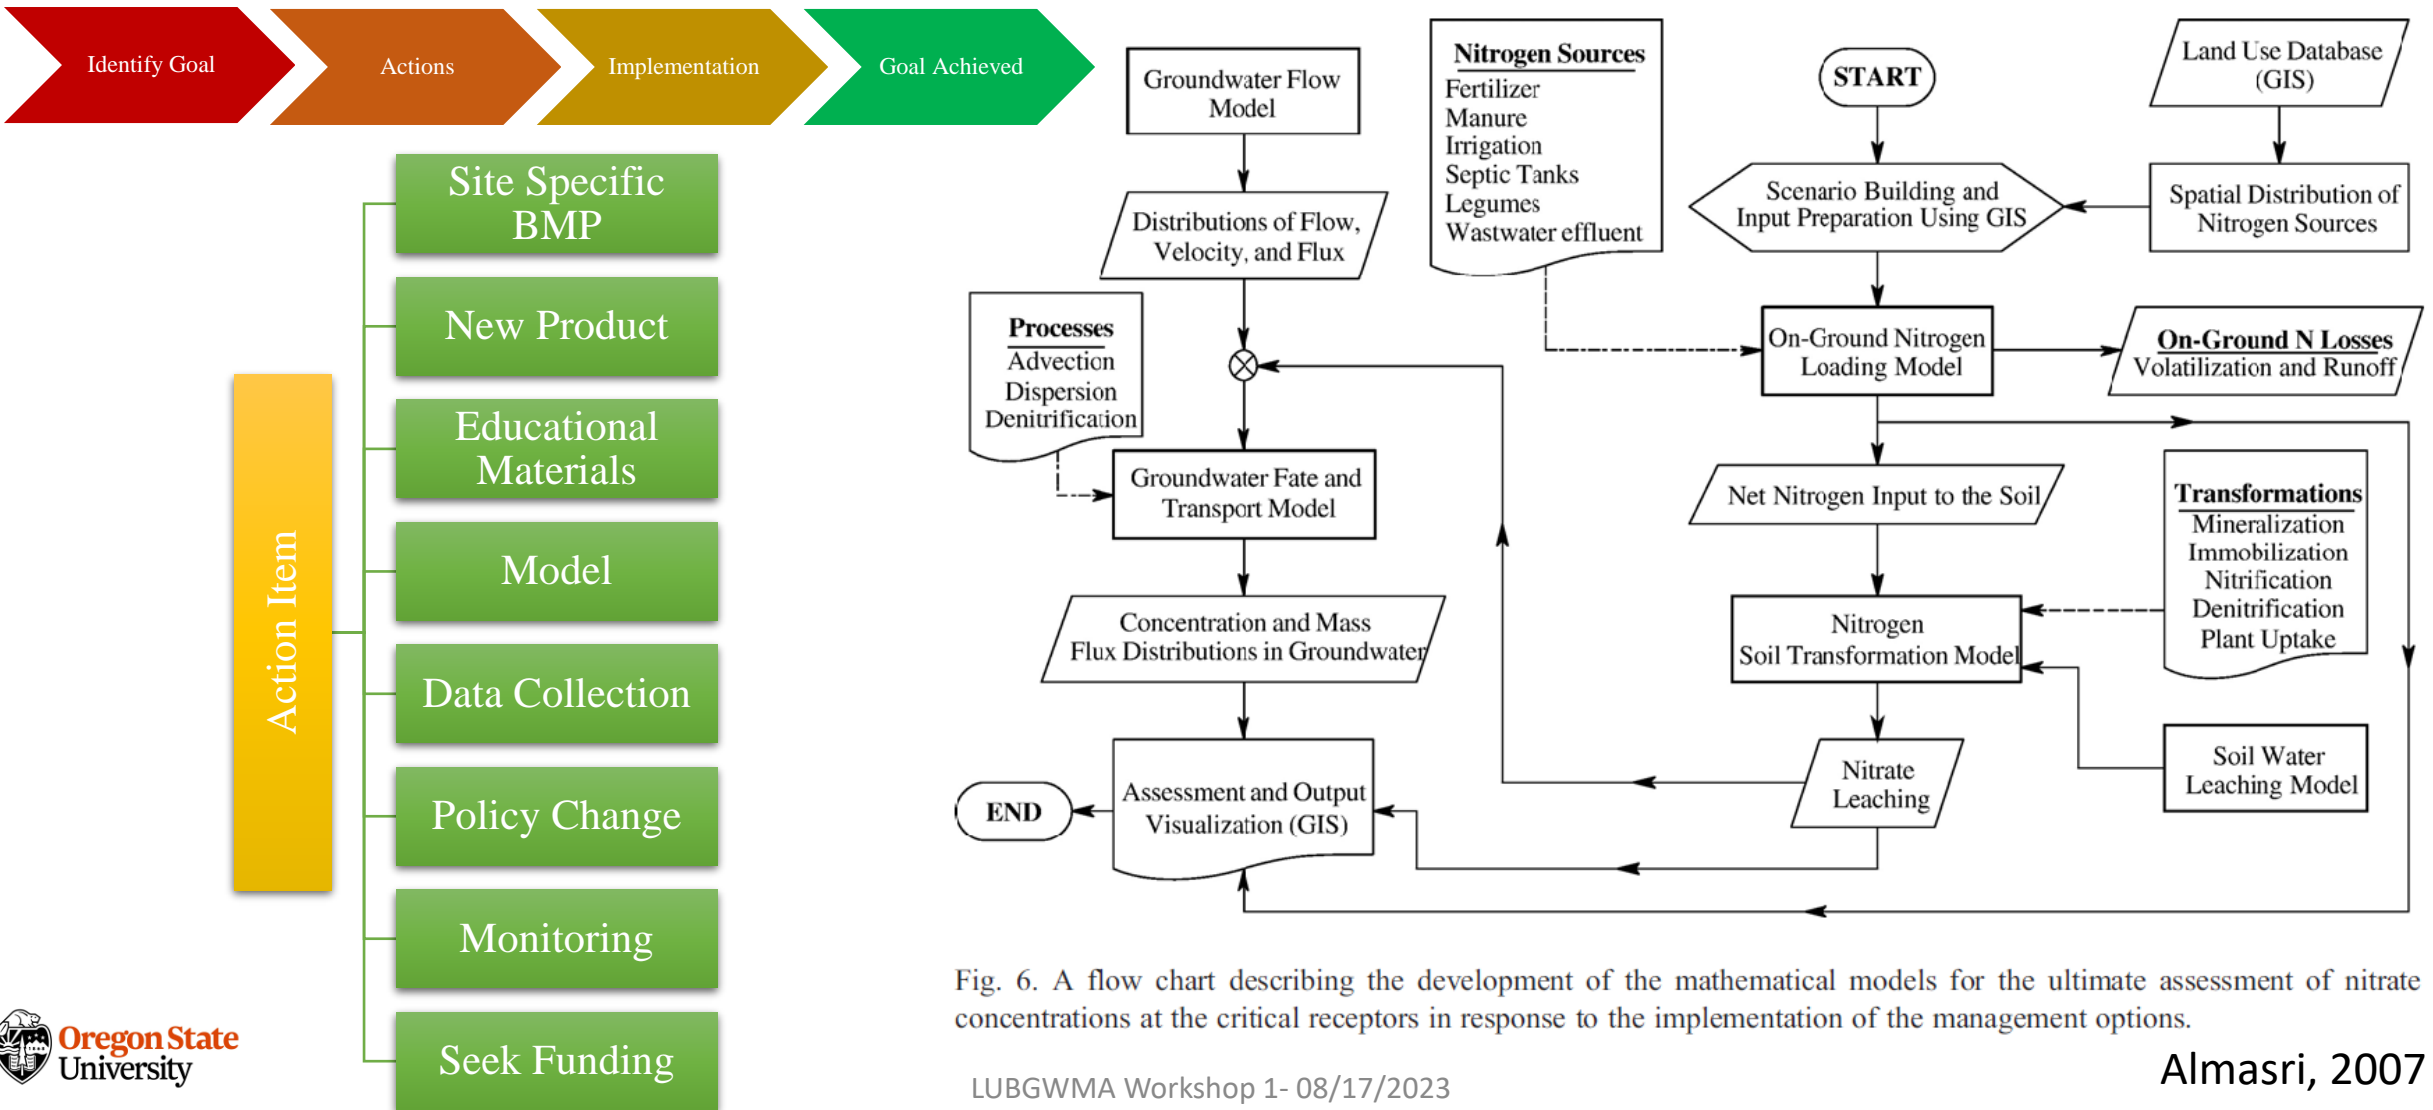 Identify Goal
Actions
Implementation
Goal Achieved
Action Item
Site Specific
BMP
New Product
Educational
Materials
Model
Data Collection
Policy Change
Monitoring
Seek Funding
Groundwater Flow
Model
Distributions of Flow,
Velocity, and Flux
Processes
Advection
Dispersion
Denitrification
Groundwater Fate and
Transport Model
Concentration and Mass
Flux Distributions in Groundwater
Assessment and Output
Visualization (GIS)
END
Nitrogen Sources
Fertilizer
Manure
Irrigation
Septic Tanks
Legumes
Wastwater effluent
START
Land Use Database
(GIS)
Scenario Building and
Input Preparation Using GIS
Spatial Distribution of
Nitrogen Sources
On-Ground Nitrogen
Loading Model
On-Ground N Losses
Volatilization and Runoff
Net Nitrogen Input to the Soil
Transformations
Mineralization
Immobilization
Nitrification
Denitrification
Plant Uptake
Nitrogen
Soil Transformation Model
Soil Water
Leaching Model
Nitrate
Leaching
Fig. 6. A flow chart describing the development of the mathematical models for the ultimate assessment of nitrate
concentrations at the critical receptors in response to the implementation of the management options.
Oregon State
University
LUBGWMA Workshop 1- 08/17/2023
Almasri, 2007